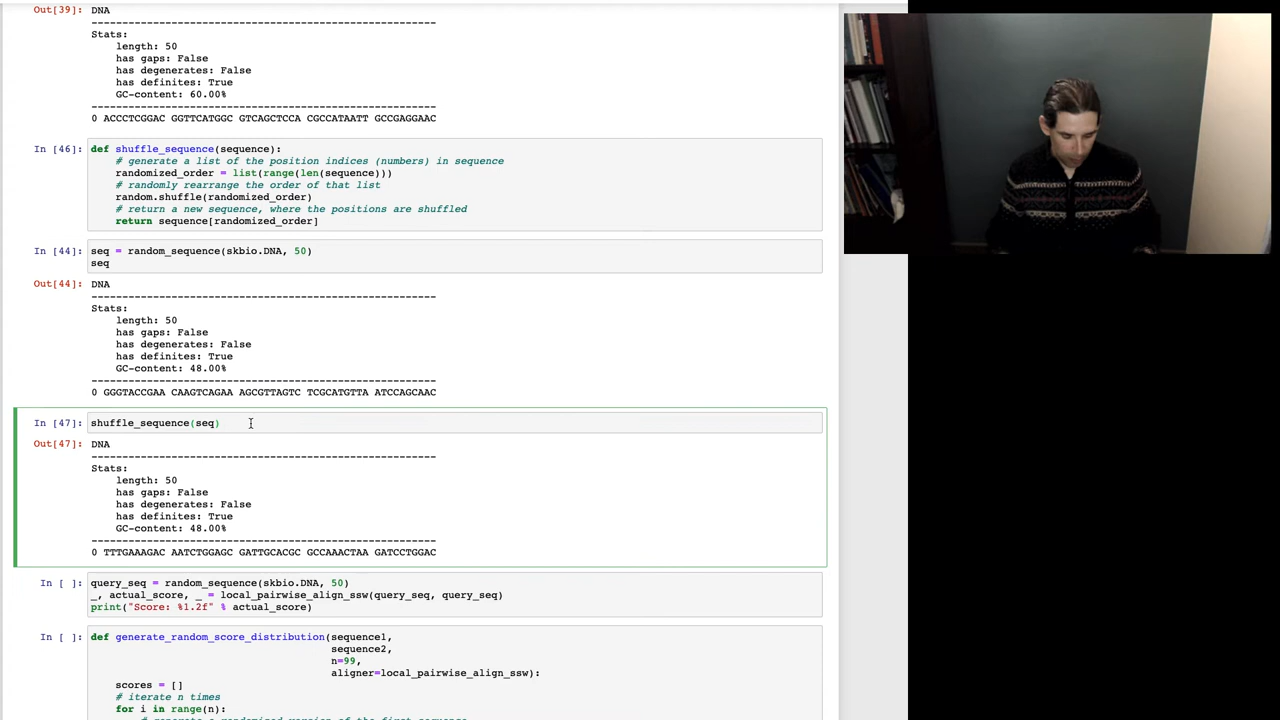 Out[39]: DNA
--------------------------------------------------------
Stats:
length: 50
has gaps: False
has degenerates: False
has definites: True
GC-content: 60.00%
--------------------------------------------------------
0 ACCCTCGGAC GGTTCATGGC GTCAGCTCCA CGCCATAATT GCCGAGGAAC
In [46]: def shuffle_sequence(sequence):
# generate a list of the position indices (numbers) in sequence
randomized_order = list(range(len(sequence)))
# randomly rearrange the order of that list
random.shuffle(randomized_order)
# return a new sequence, where the positions are shuffled
return sequence[randomized_order]
In [44]: seq = random_sequence(skbio.DNA, 50)
seq
Out[44]: DNA
--------------------------------------------------------
Stats:
length: 50
has gaps: False
has degenerates: False
has definites: True
GC-content: 48.00%
--------------------------------------------------------
0 GGGTACCGAA CAAGTCAGAA AGCGTTAGTC TCGCATGTTA ATCCAGCAAC
In [47]: shuffle_sequence(seq)
Out[47]: DNA
--------------------------------------------------------
Stats:
length: 50
has gaps: False
has degenerates: False
has definites: True
GC-content: 48.00%
--------------------------------------------------------
0 TTTGAAAGAC AATCTGGAGC GATTGCACGC GCCAAACTAA GATCCTGGAC
In [ ]: query_seq = random_sequence(skbio.DNA, 50)
_, actual_score, _ = local_pairwise_align_ssw(query_seq, query_seq)
print("Score: %1.2f" % actual_score)
In [ ]: def generate_random_score_distribution(sequence1,
sequence2,
n=99,
aligner=local_pairwise_align_ssw):
scores = []
# iterate n times
for i in range(n):
# generate a randomized version of the first sequence